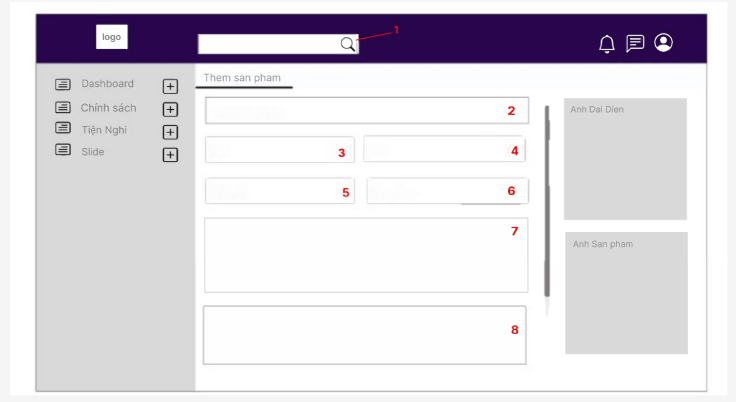 logo
1
Dashboard
Chính sách
Tiện Nghi
Slide
Them san pham
2
3
4
5
6
7
8
Anh Dai Dien
Anh San pham